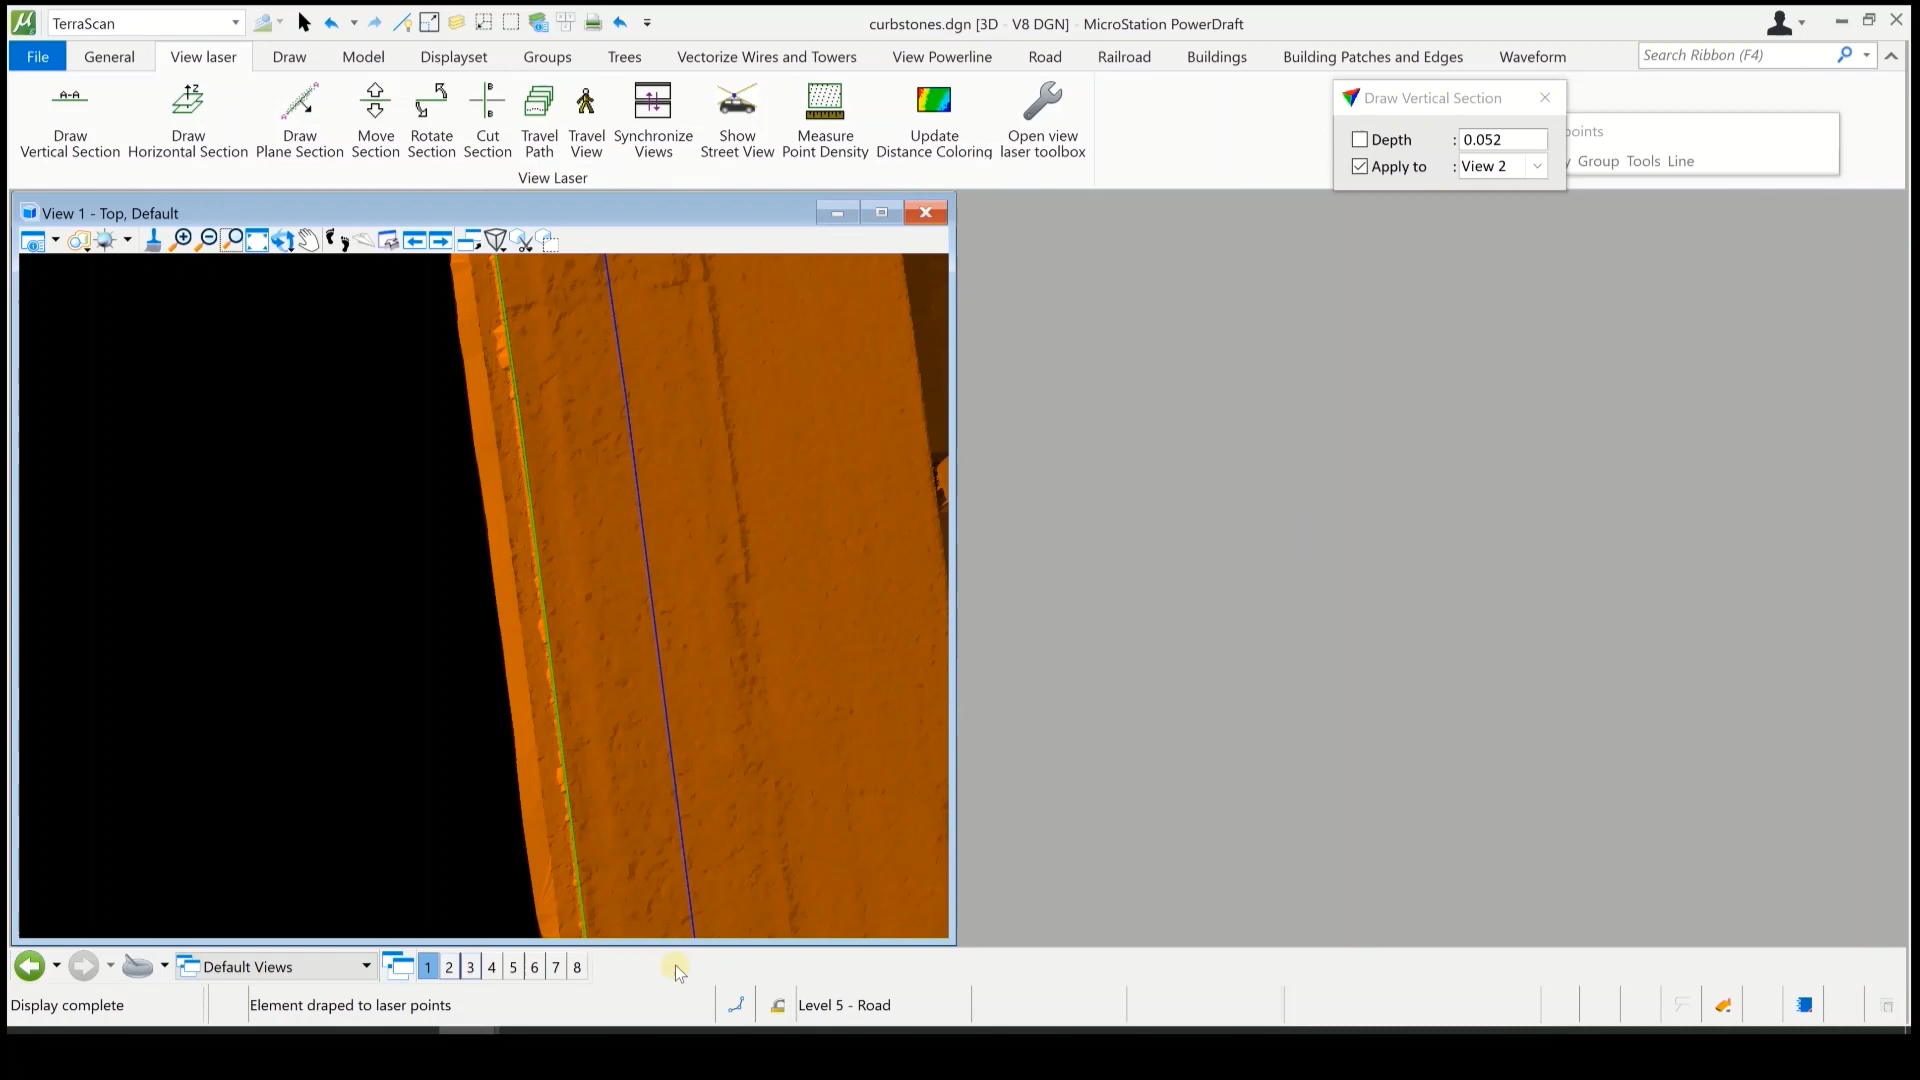 TerraScan
curbstones.dgn [3D - V8 DGN] - MicroStation PowerDraft
File General View laser Draw Model Displayset Groups Trees Vectorize Wires and Towers View Powerline Road Railroad Buildings Building Patches and Edges Waveform Search Ribbon (F4)
Draw Vertical Section
Draw Horizontal Section
Draw Plane Section
Move Section
Rotate Section
Cut Section
Travel Path
Travel View
Synchronize Views
Show Street View
Measure Point Density
Update Distance Coloring
Open view laser toolbox
View Laser
Draw Vertical Section
Depth : 0.052
Apply to : View 2
Group Tools Line
View 1 - Top, Default
Default Views 1 2 3 4 5 6 7 8
Display complete Element draped to laser points Level 5 - Road